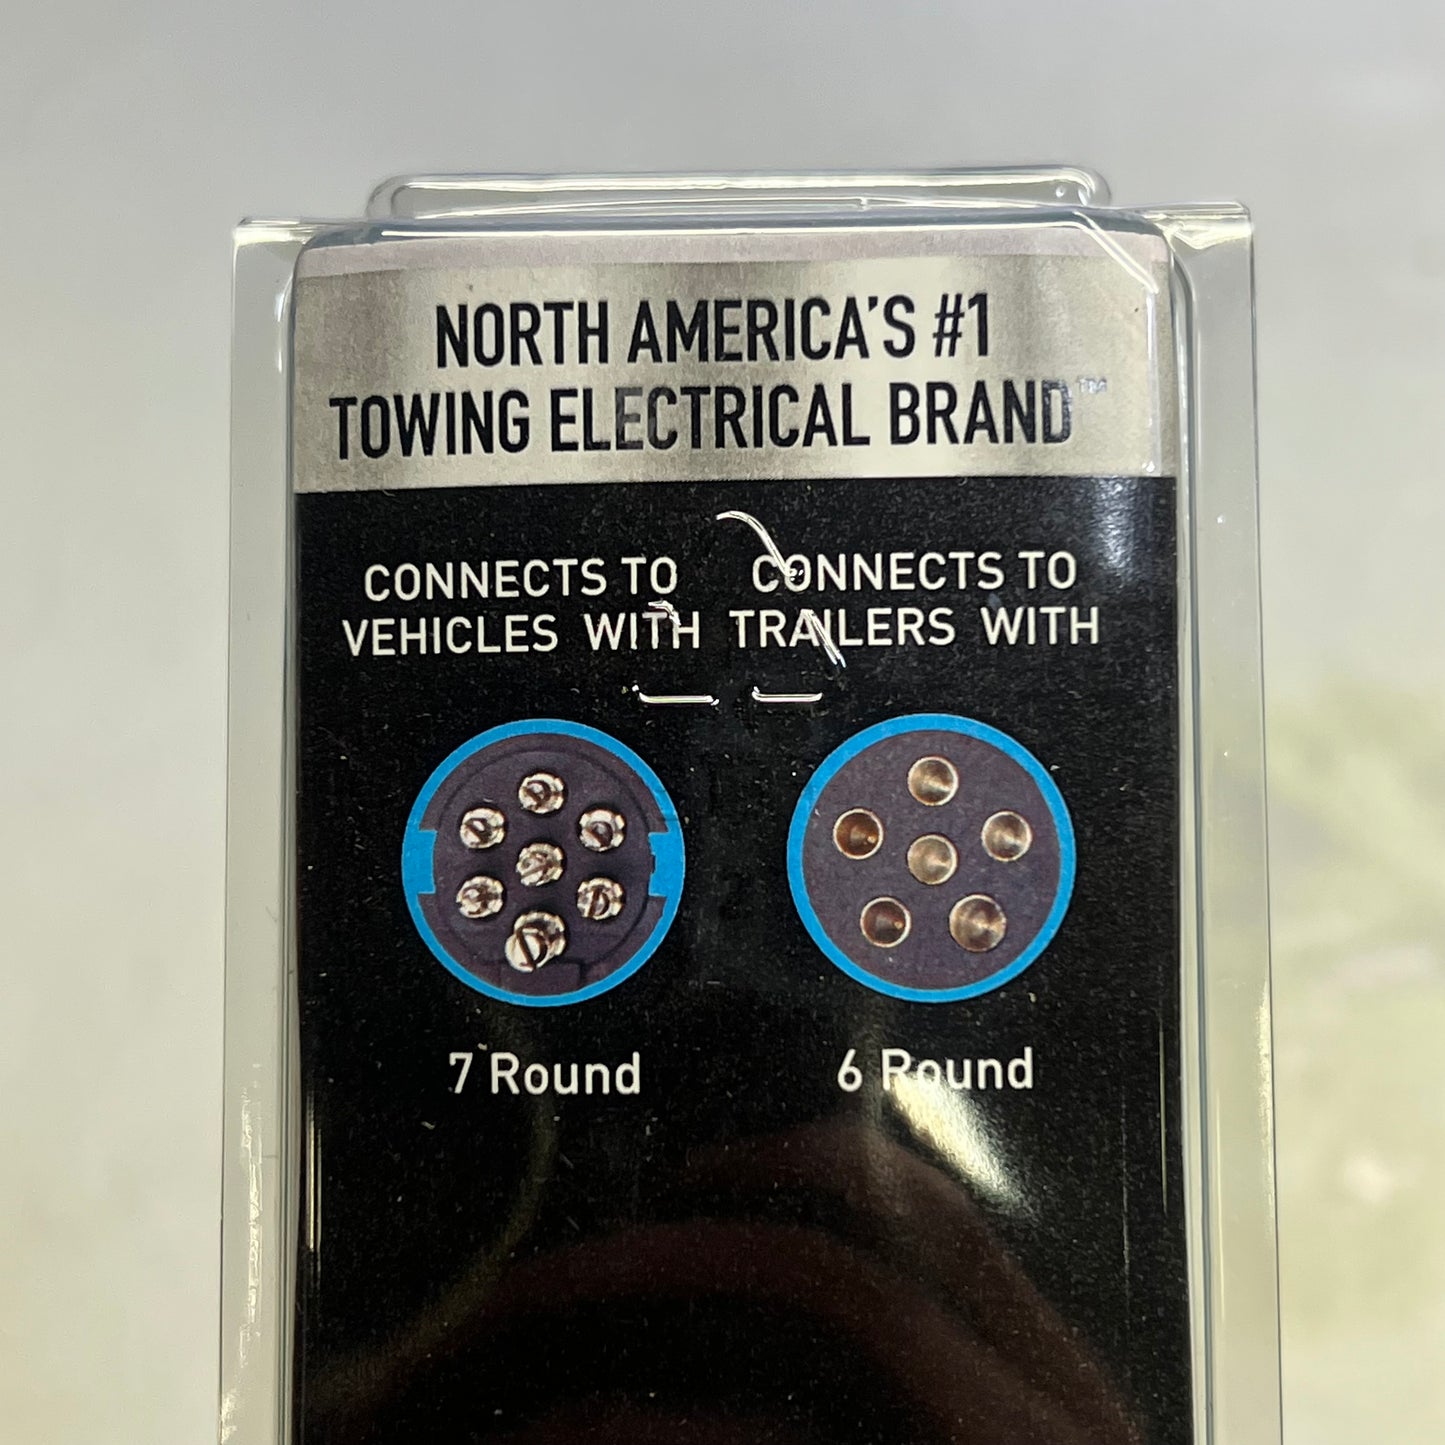 NORTH AMERICA'S #1
TOWING ELECTRICAL BRAND™
CONNECTS TO
VEHICLES WITH
CONNECTS TO
TRAILERS WITH
7 Round
6 Round